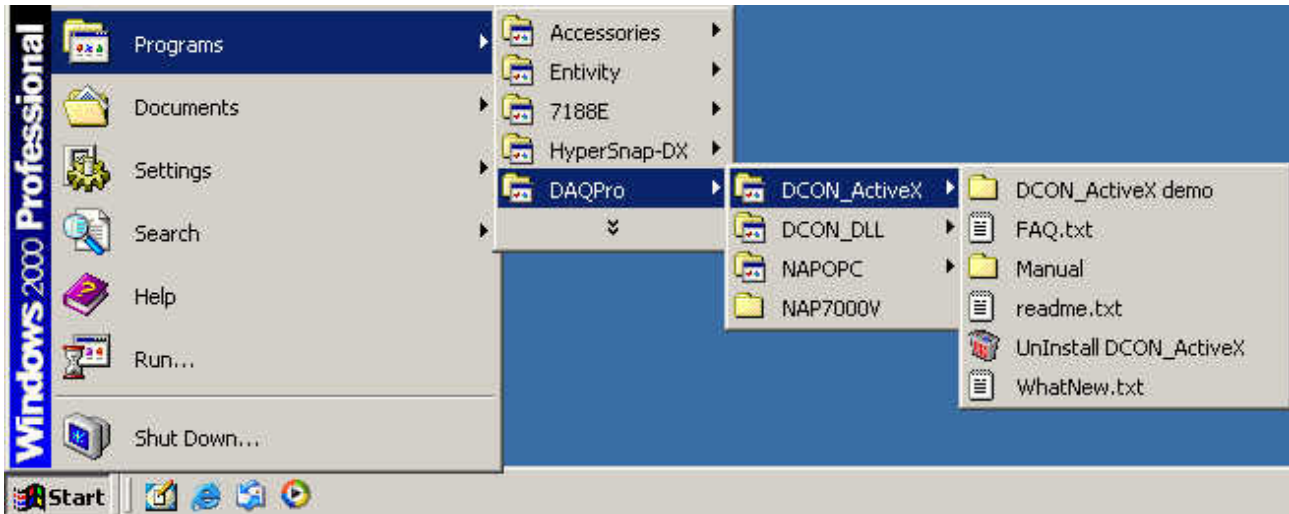 Windows 2000 Professional
Programs
Documents
Settings
Search
Help
Run...
Shut Down...
Accessories
Entivity
7188E
HyperSnap-DX
DAQPro
DCON_ActiveX
DCON_DLL
NAPOPC
NAP7000V
DCON_ActiveX demo
FAQ.txt
Manual
readme.txt
UnInstall DCON_ActiveX
WhatNew.txt
Start